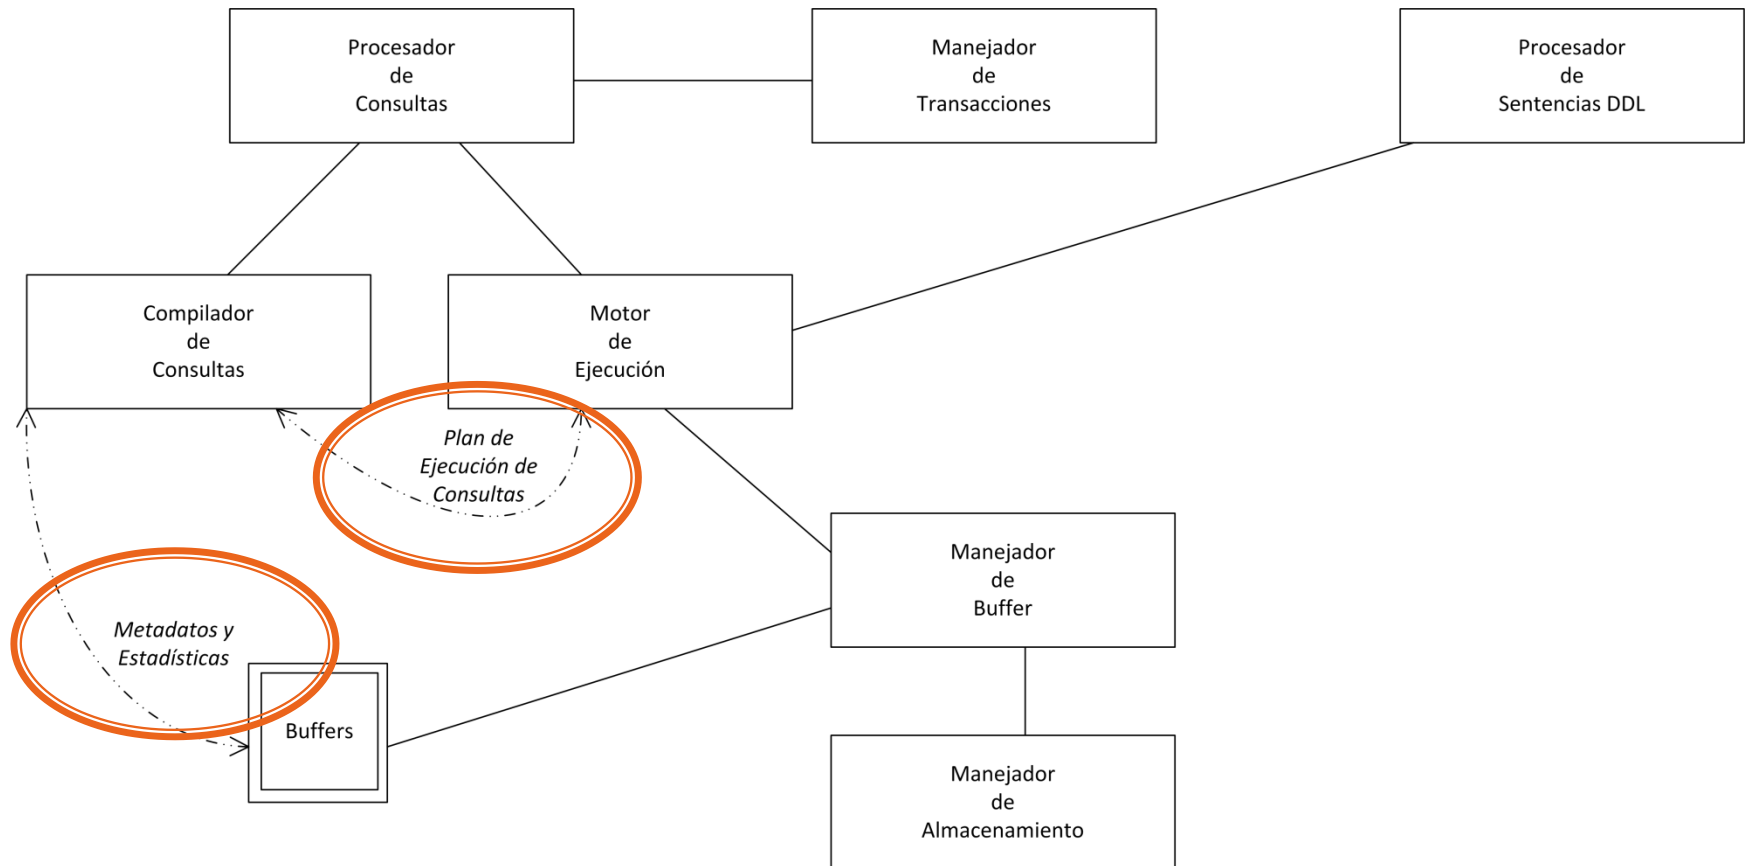 Procesador
de
Consultas
Manejador
de
Transacciones
Procesador
de
Sentencias DDL
Compilador
de
Consultas
Motor
de
Ejecución
Plan de
Ejecución de
Consultas
Manejador
de
Buffer
Metadatos y
Estadísticas
Buffers
Manejador
de
Almacenamiento